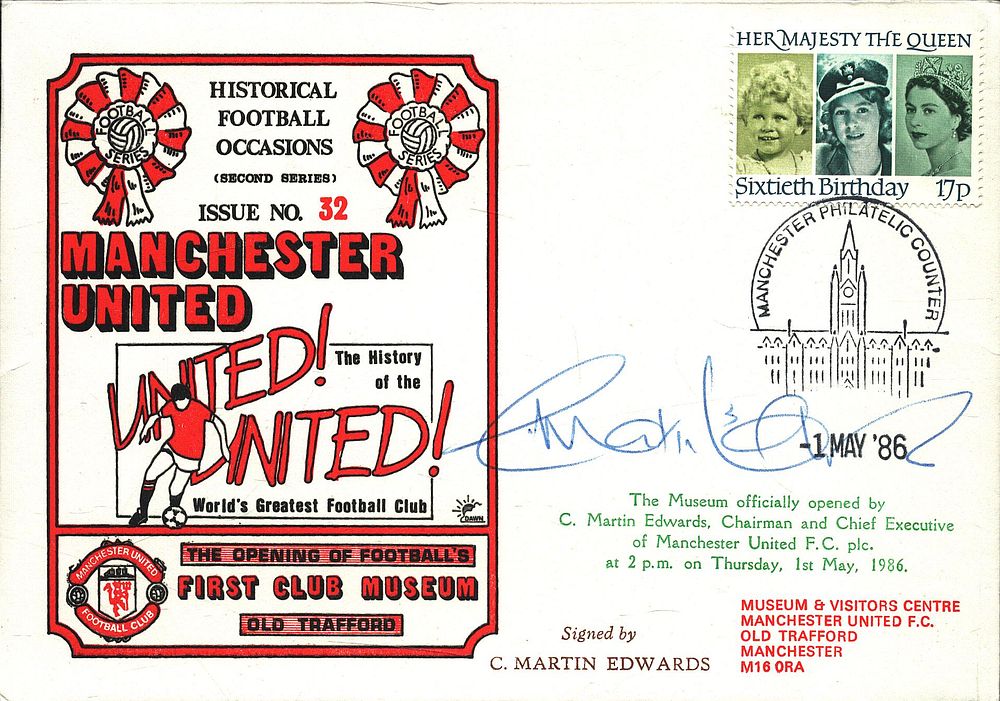 HISTORICAL
FOOTBALL
OCCASIONS
(SECOND SERIES)
ISSUE NO. 32
FOOTBALL
SERIES
FOOTBALL
SERIES
MANCHESTER
UNITED
UNITED!
The History
of the
UNITED!
World's Greatest Football Club
DAWN
MANCHESTER UNITED
FOOTBALL CLUB
THE OPENING OF FOOTBALL'S
FIRST CLUB MUSEUM
OLD TRAFFORD
HER MAJESTY THE QUEEN
Sixtieth Birthday 17p
MANCHESTER PHILATELIC COUNTER
C. Martin Edwards
-1 MAY '86
The Museum officially opened by
C. Martin Edwards, Chairman and Chief Executive
of Manchester United F.C. plc.
at 2 p.m. on Thursday, 1st May, 1986.
Signed by
C. MARTIN EDWARDS
MUSEUM & VISITORS CENTRE
MANCHESTER UNITED F.C.
OLD TRAFFORD
MANCHESTER
M16 0RA